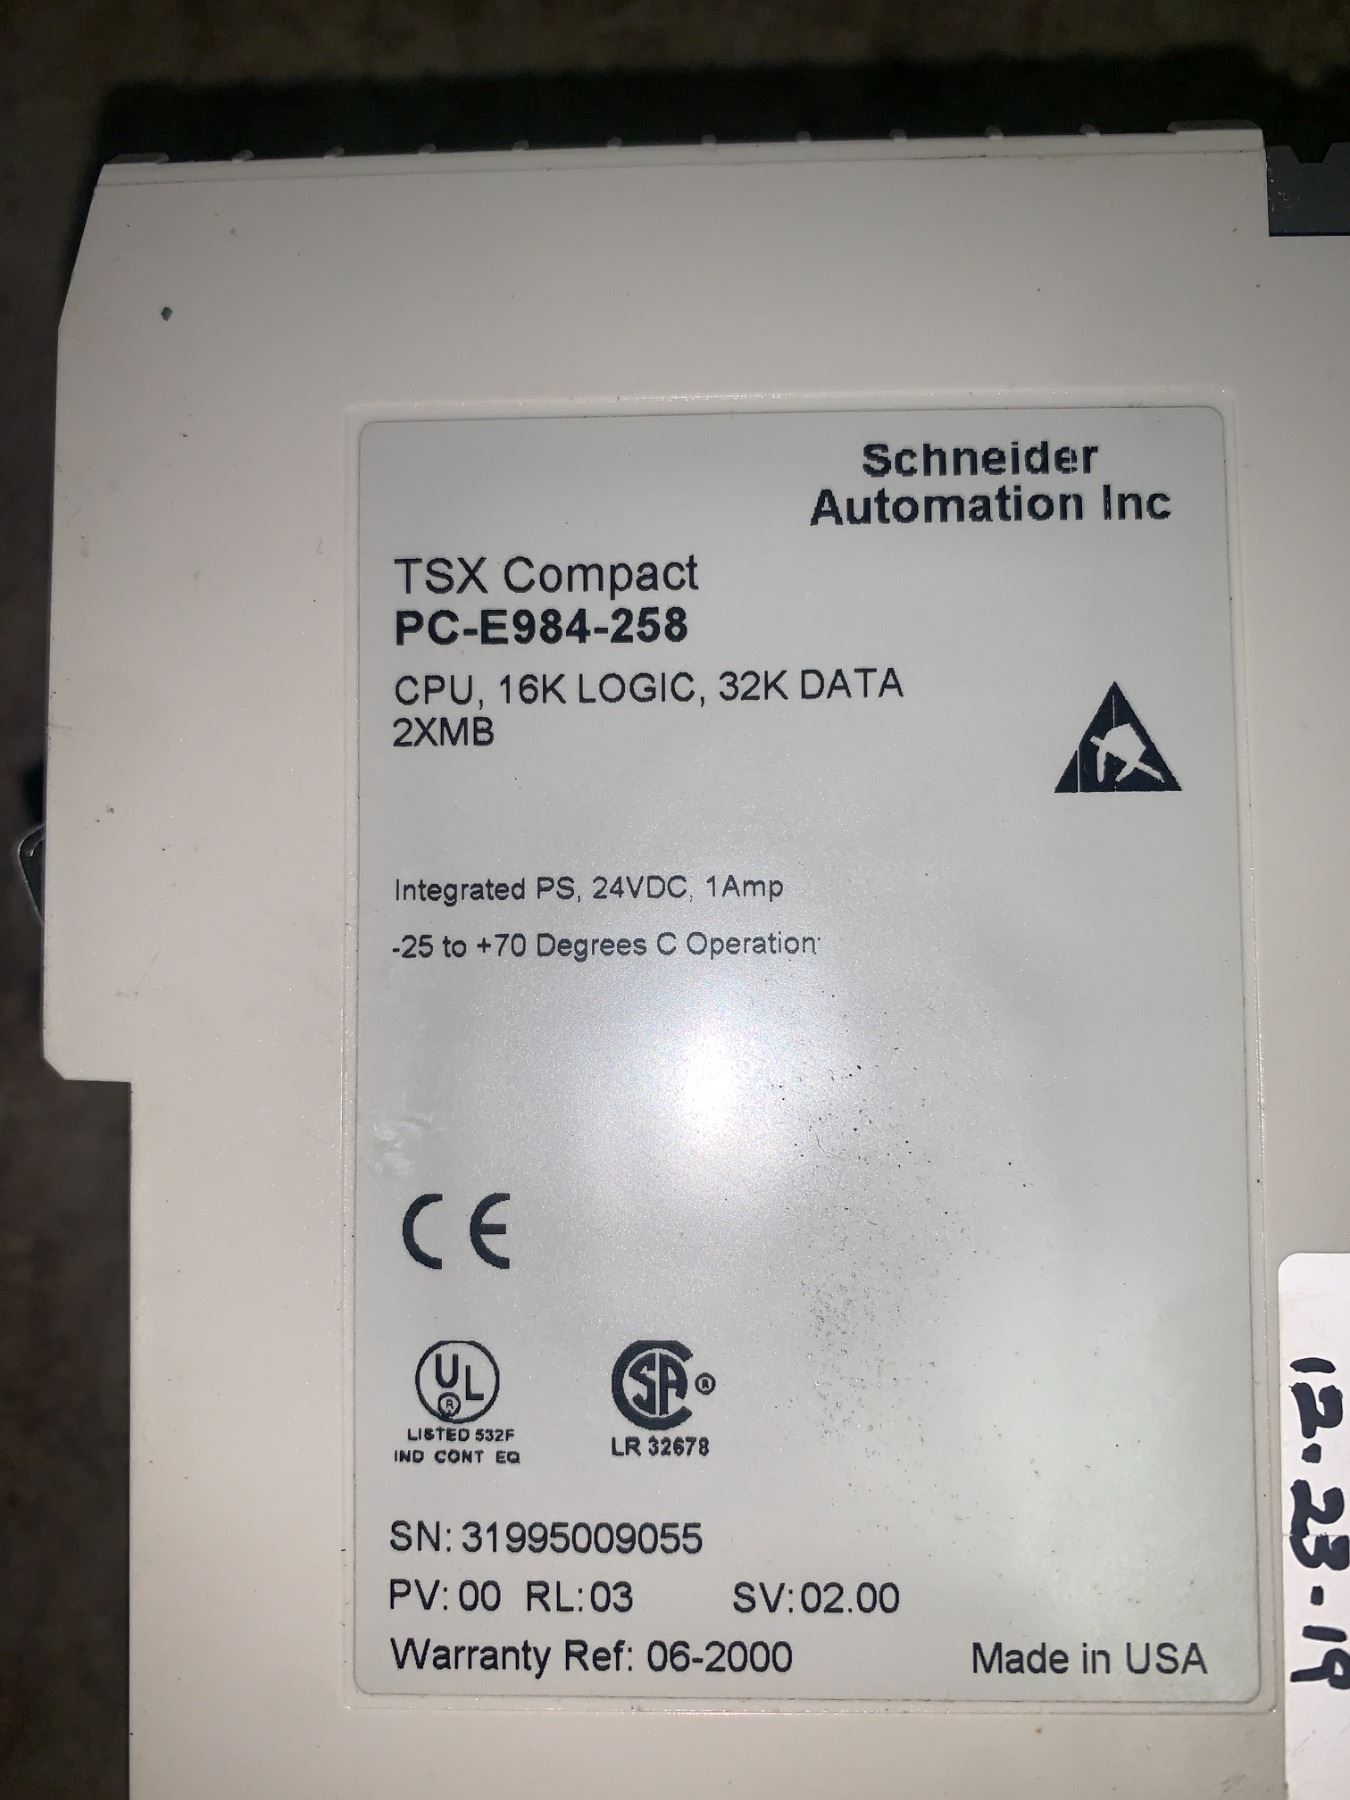 Schneider
Automation Inc
TSX Compact
PC-E984-258
CPU, 16K LOGIC, 32K DATA
2XMB
Integrated PS, 24VDC, 1Amp
-25 to +70 Degrees C Operation
CE
UL
®
LISTED 532F
IND CONT EQ
SA ®
LR 32678
SN: 31995009055
PV: 00 RL: 03 SV: 02.00
Warranty Ref: 06-2000 Made in USA
12-23-19